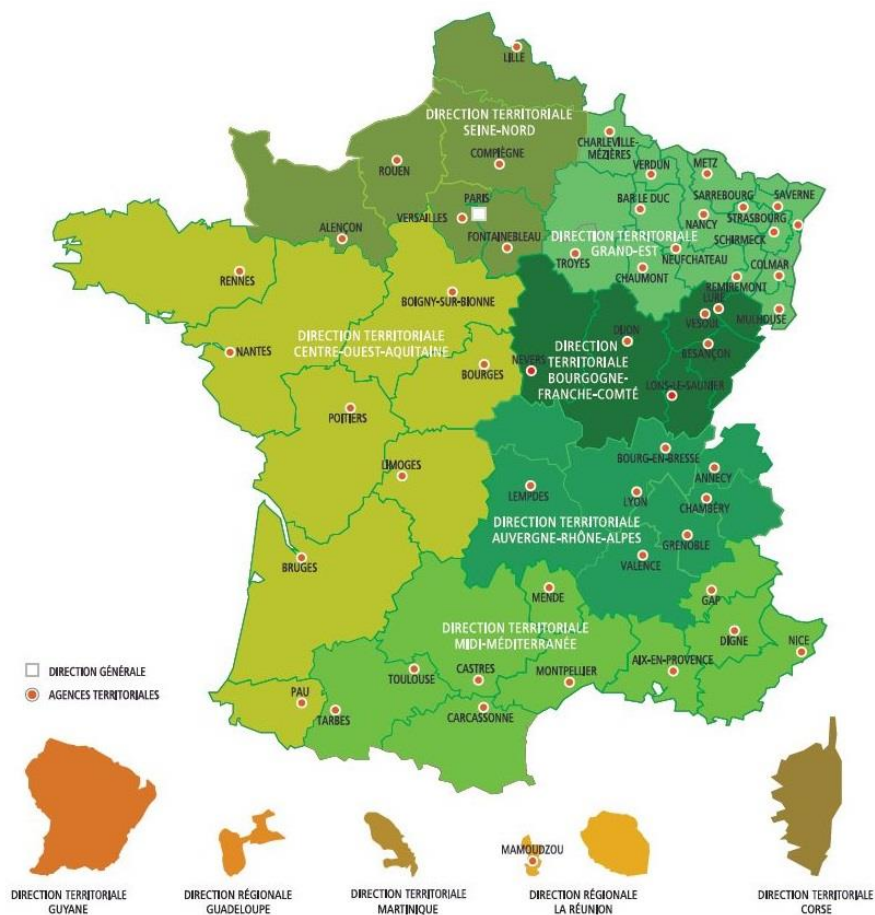 LILLE
DIRECTION TERRITORIALE
SEINE-NORD
CHARLEVILLE-
MÉZIÈRES
COMPIÈGNE
ROUEN
VERDUN
METZ
PARIS
BAR LE DUC
SARREBOURG
SAVERNE
VERSAILLES
NANCY
STRASBOURG
ALENÇON
FONTAINEBLEAU
DIRECTION TERRITORIALE
GRAND-EST
SCHIRMECK
TROYES
NEUFCHATEAU
CHAUMONT
COLMAR
RENNES
REMIREMONT
BOIGNY-SUR-BIONNE
LURE
VESOUL
MULHOUSE
DIRECTION TERRITORIALE
CENTRE-OUEST-AQUITAINE
DIJON
NANTES
BESANÇON
DIRECTION
TERRITORIALE
BOURGOGNE-
FRANCHE-COMTÉ
NEVERS
BOURGES
LONS-LE-SAUNIER
POITIERS
BOURG-EN-BRESSE
LIMOGES
ANNECY
LEMPDES
LYON
CHAMBÉRY
DIRECTION TERRITORIALE
AUVERGNE-RHÔNE-ALPES
GRENOBLE
BRUGES
VALENCE
MENDE
GAP
DIRECTION TERRITORIALE
MIDI-MÉDITERRANÉE
DIGNE
NICE
AIX-EN-PROVENCE
DIRECTION GÉNÉRALE
AGENCES TERRITORIALES
TOULOUSE
CASTRES
MONTPELLIER
PAU
TARBES
CARCASSONNE
MAMOUDZOU
DIRECTION TERRITORIALE
GUYANE
DIRECTION RÉGIONALE
GUADELOUPE
DIRECTION TERRITORIALE
MARTINIQUE
DIRECTION RÉGIONALE
LA RÉUNION
DIRECTION TERRITORIALE
CORSE